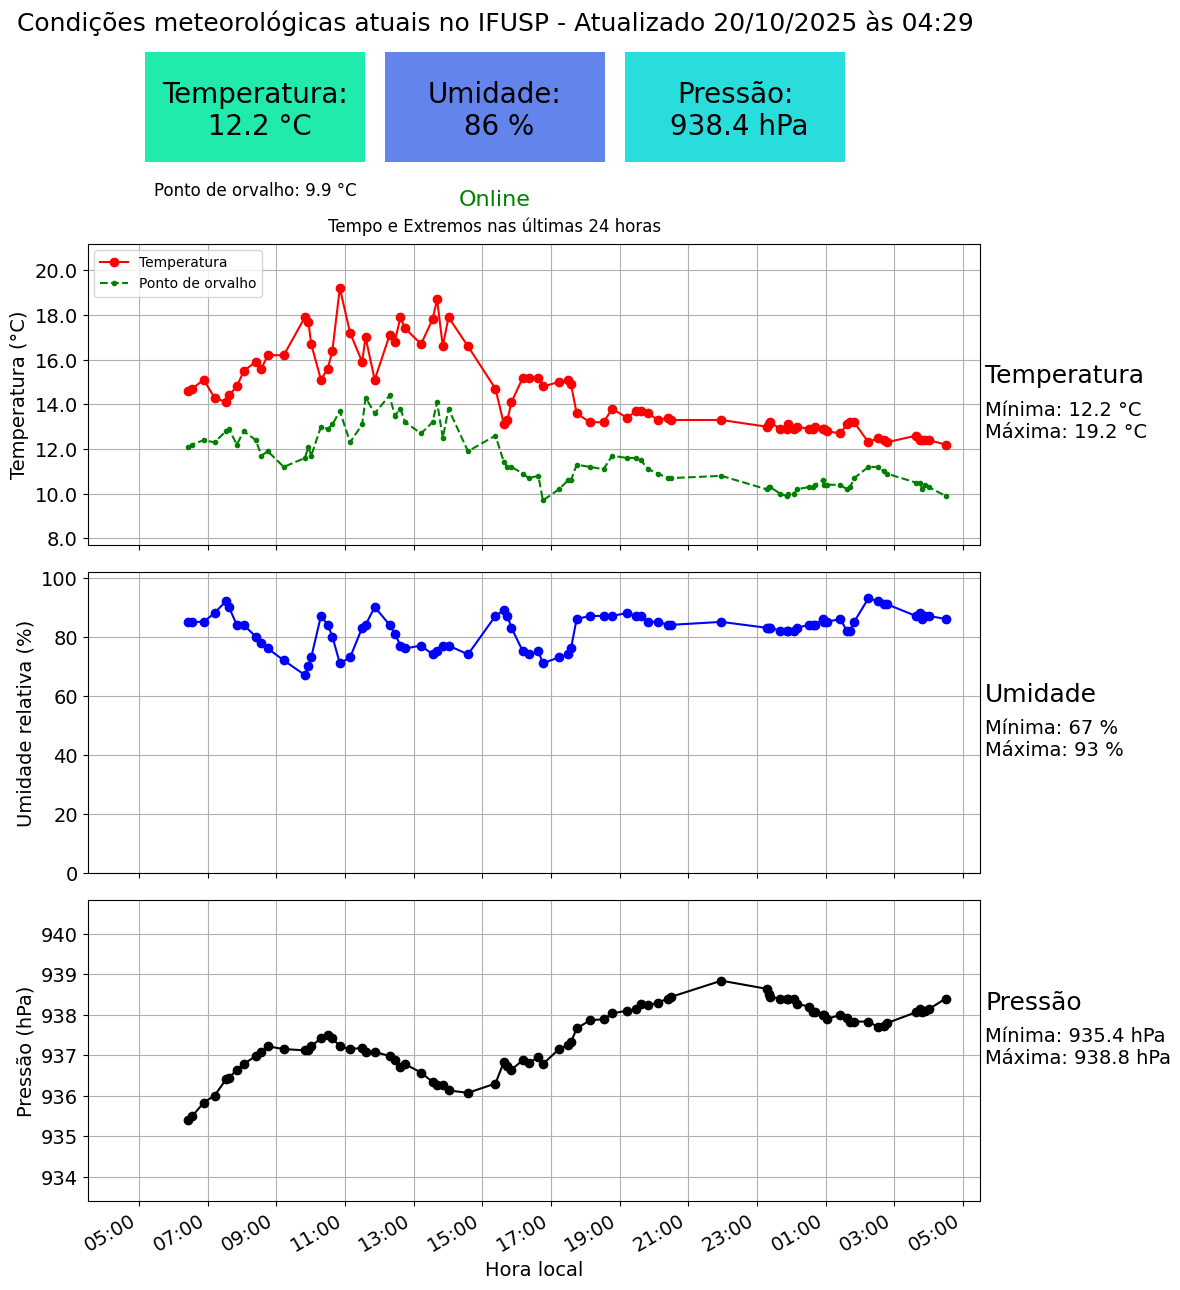 Condições meteorológicas atuais no IFUSP - Atualizado 20/10/2025 às 04:29
Temperatura:
12.2 °C
Umidade:
86 %
Pressão:
938.4 hPa
Ponto de orvalho: 9.9 °C
Online
Tempo e Extremos nas últimas 24 horas
Temperatura
Ponto de orvalho
Temperatura (°C)
20.0
18.0
16.0
14.0
12.0
10.0
8.0
Temperatura
Mínima: 12.2 °C
Máxima: 19.2 °C
Umidade relativa (%)
100
80
60
40
20
0
Umidade
Mínima: 67 %
Máxima: 93 %
Pressão (hPa)
940
939
938
937
936
935
934
Pressão
Mínima: 935.4 hPa
Máxima: 938.8 hPa
05:00 07:00 09:00 11:00 13:00 15:00 17:00 19:00 21:00 23:00 01:00 03:00 05:00
Hora local